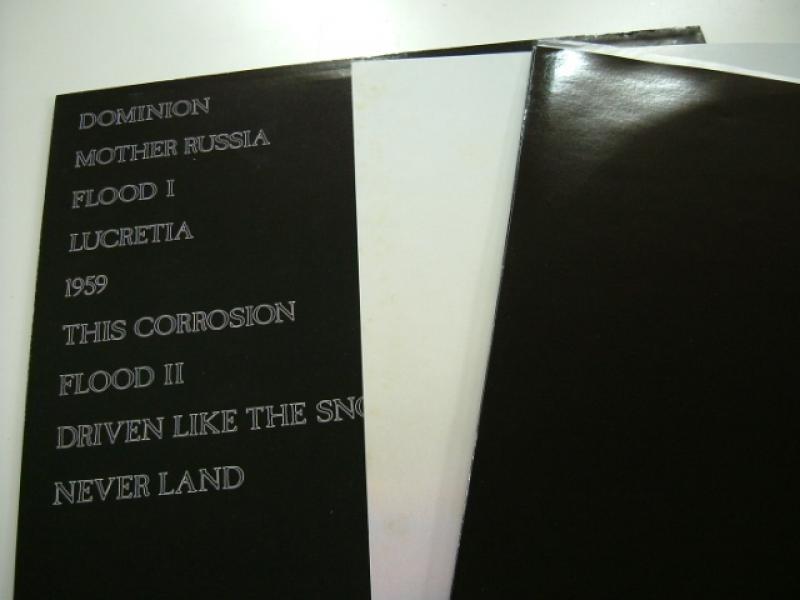 DOMINION
MOTHER RUSSIA
FLOOD I
LUCRETIA
1959
THIS CORROSION
FLOOD II
DRIVEN LIKE THE SNO
NEVER LAND